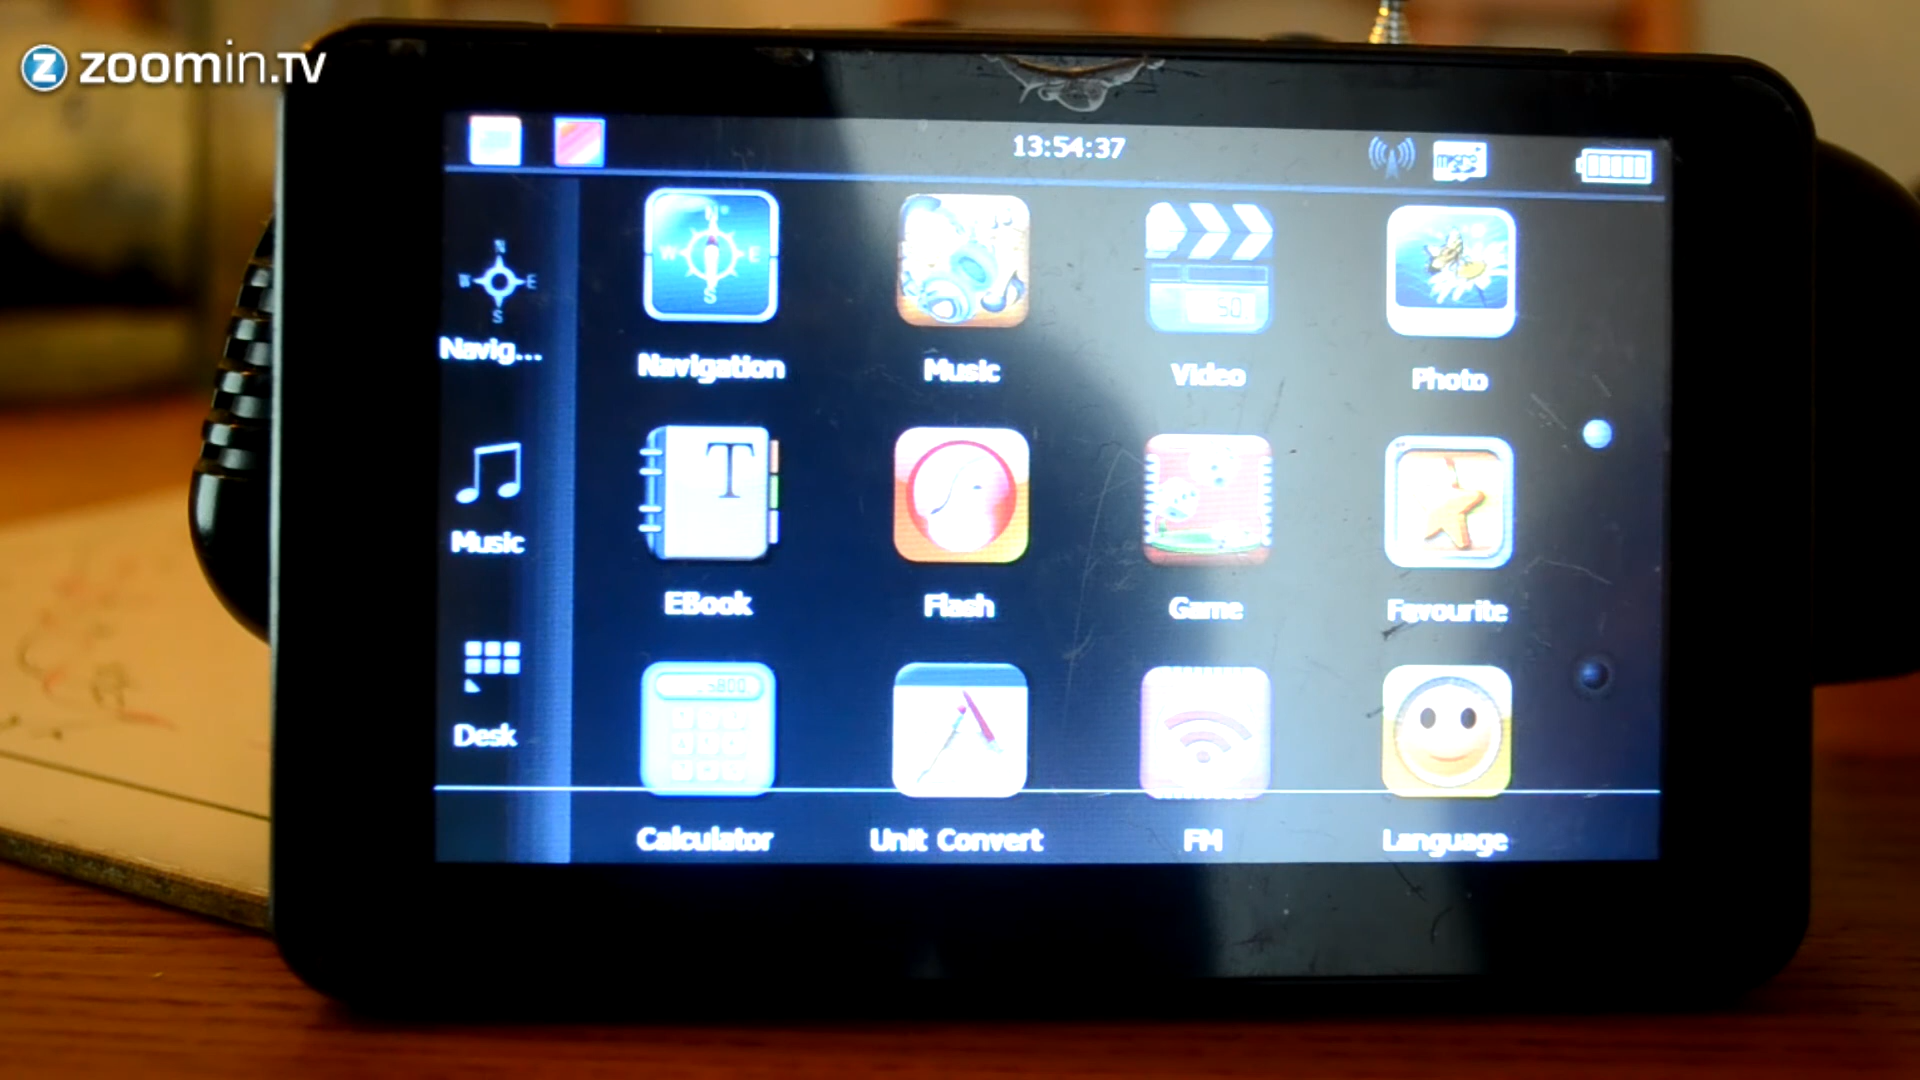 zoomin.TV
13:54:37
N
W E
S
Navig...
Navigation
Music
Video
Photo
Music
T
EBook
Flash
Game
Favourite
Desk
Calculator
Unit Convert
FM
Language